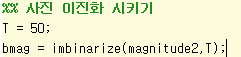 %% 사진 이진화 시키기
T = 50;
bmag = imbinarize(magnitude2,T);